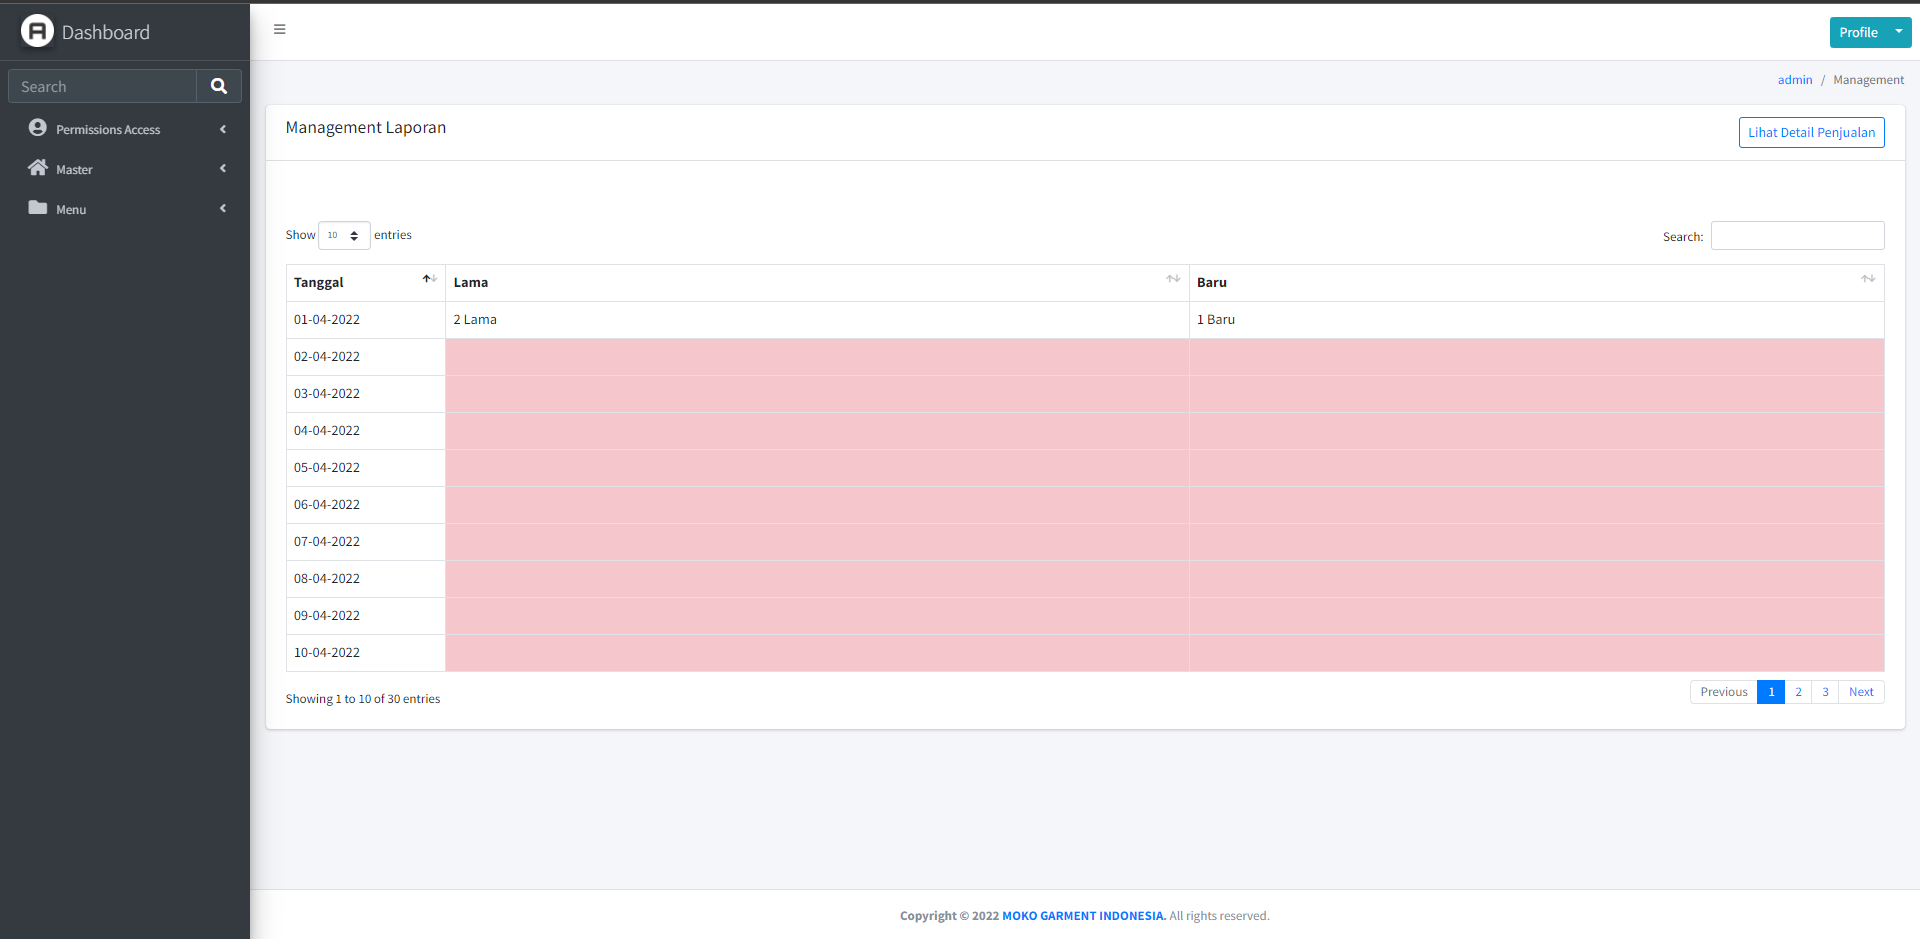 A Dashboard
Profile
Search
admin / Management
Permissions Access
Master
Menu
Management Laporan
Lihat Detail Penjualan
Show 10 entries
Search:
Tanggal Lama Baru
01-04-2022 2 Lama 1 Baru
02-04-2022
03-04-2022
04-04-2022
05-04-2022
06-04-2022
07-04-2022
08-04-2022
09-04-2022
10-04-2022
Showing 1 to 10 of 30 entries
Previous 1 2 3 Next
Copyright © 2022 MOKO GARMENT INDONESIA. All rights reserved.